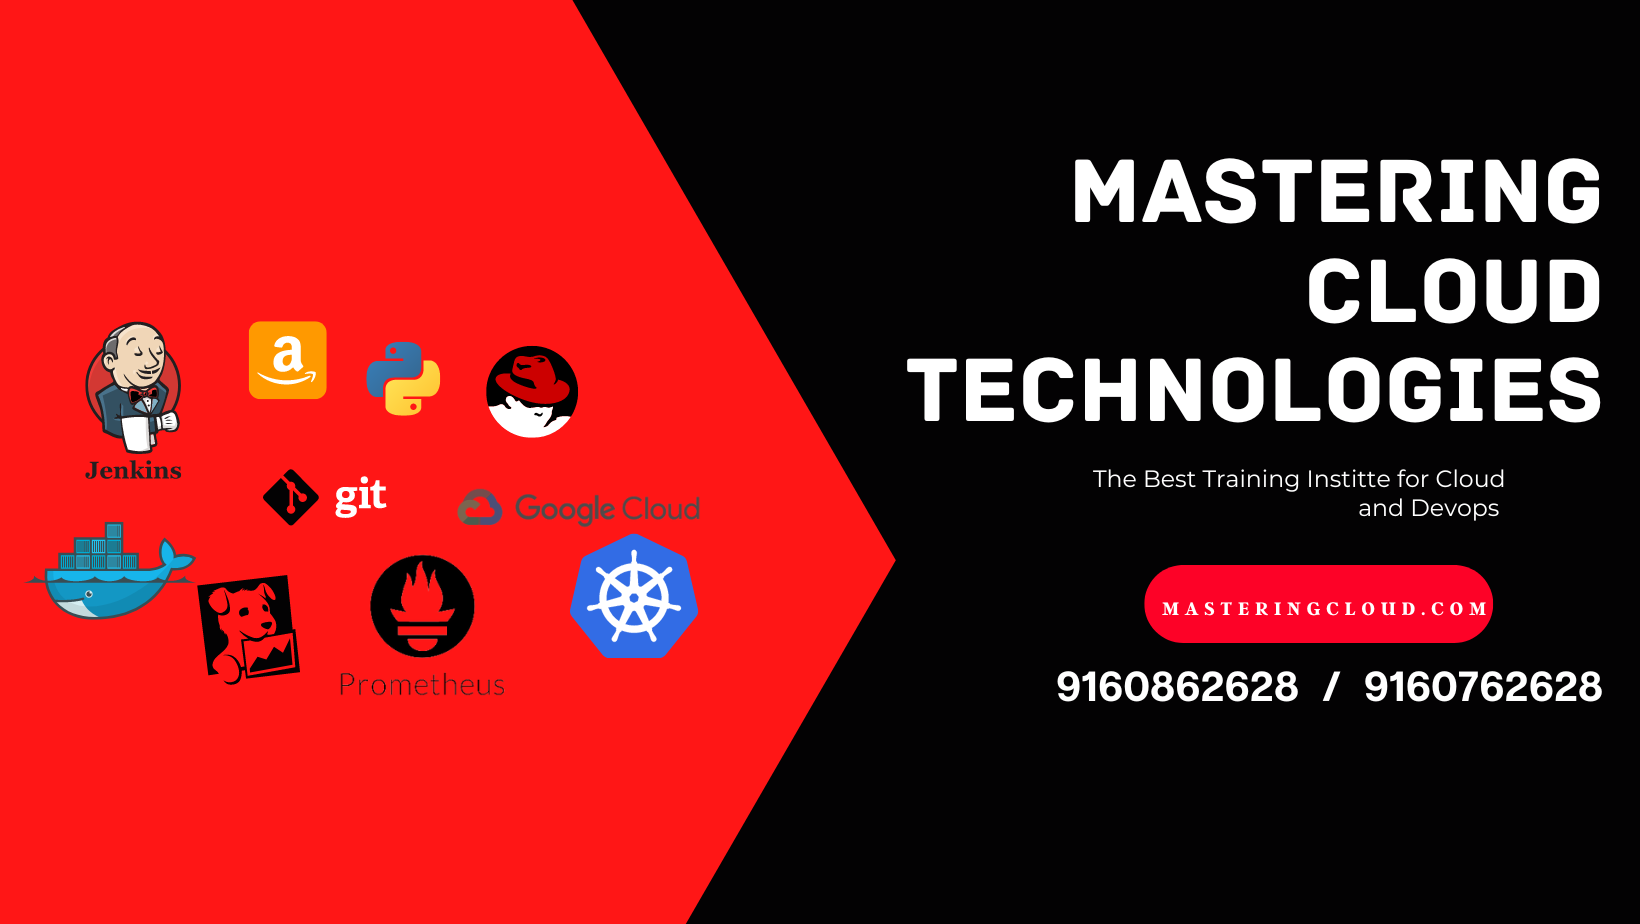 MASTERING
CLOUD
TECHNOLOGIES
The Best Training Institte for Cloud
and Devops
MASTERINGCLOUD.COM
9160862628 / 9160762628
a
Jenkins
git
Google Cloud
Prometheus